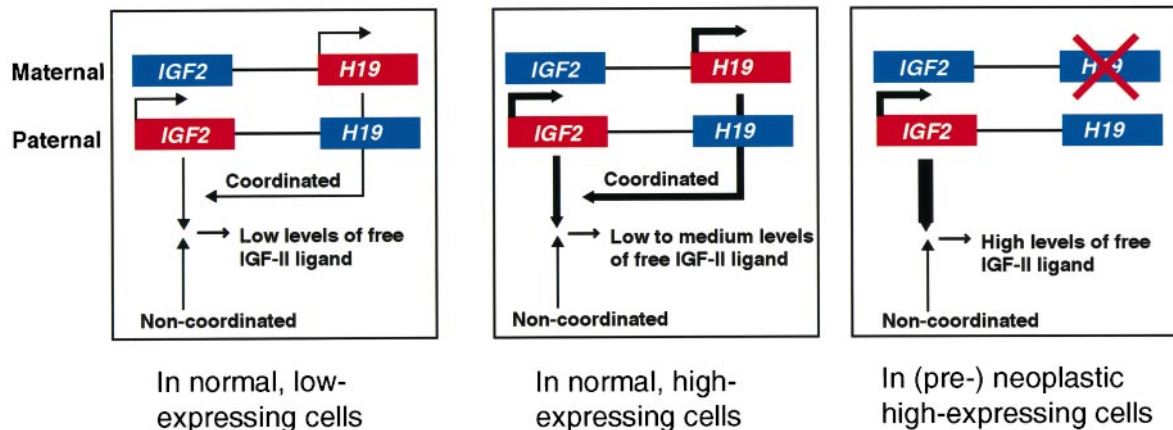 IGF2
H19
Maternal
IGF2
H19
Paternal
Coordinated
Low levels of free
IGF-II ligand
Non-coordinated
In normal, low-
expressing cells
IGF2
H19
IGF2
H19
Coordinated
Low to medium levels
of free IGF-II ligand
Non-coordinated
In normal, high-
expressing cells
IGF2
H19
IGF2
H19
High levels of free
IGF-II ligand
Non-coordinated
In (pre-) neoplastic
high-expressing cells